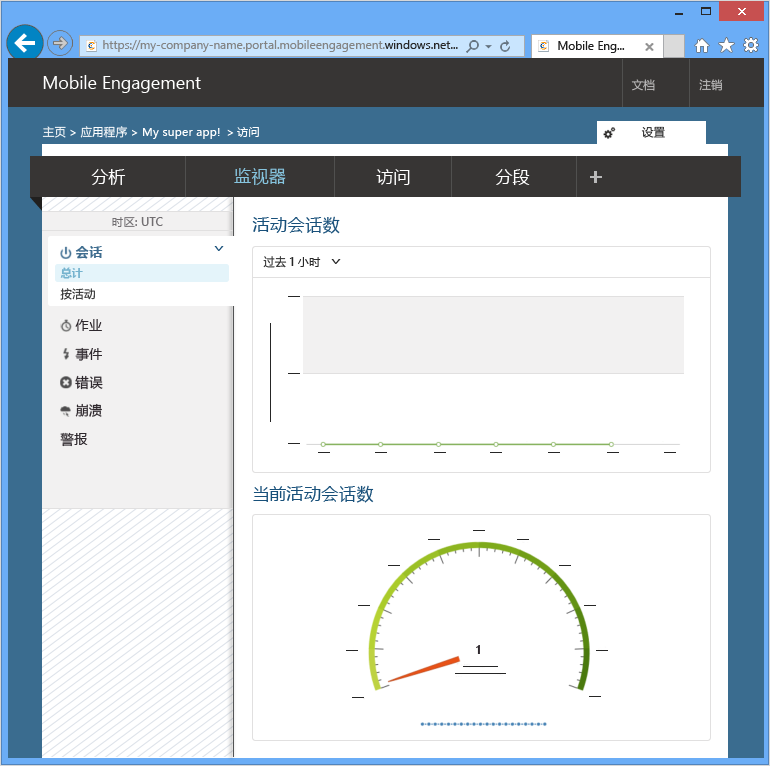 https://my-company-name.portal.mobileengagement.windows.net...
Mobile Eng...
Mobile Engagement
文档
注销
主页 > 应用程序 > My super app! > 访问
设置
分析
监视器
访问
分段
+
时区: UTC
会话
总计
按活动
作业
事件
错误
崩溃
警报
活动会话数
过去 1 小时
当前活动会话数
1